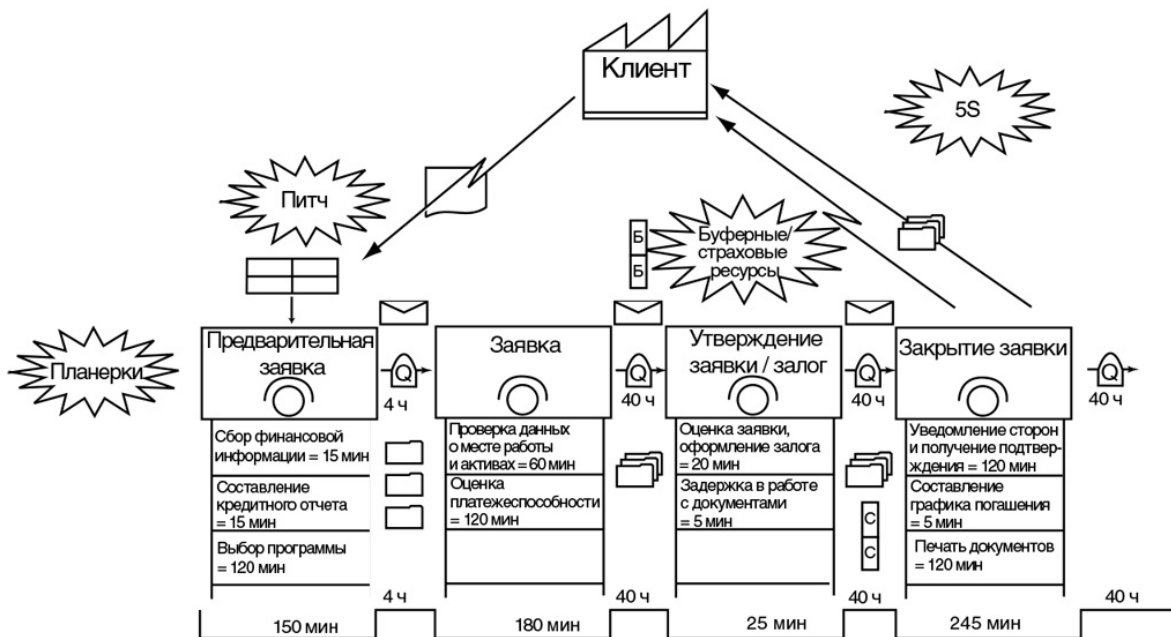 Клиент
5S
Питч
Б
Б
Буферные/
страховые
ресурсы
Планерки
Предварительная
заявка
Q
4 ч
Заявка
Q
40 ч
Утверждение
заявки / залог
Q
40 ч
Закрытие заявки
Q
40 ч
Сбор финансовой
информации = 15 мин
Составление
кредитного отчета
= 15 мин
Выбор программы
= 120 мин
Проверка данных
о месте работы
и активах = 60 мин
Оценка
платежеспособности
= 120 мин
Оценка заявки,
оформление залога
= 20 мин
Задержка в работе
с документами
= 5 мин
С
С
Уведомление сторон
и получение подтвер-
ждения = 120 мин
Составление
графика погашения
= 5 мин
Печать документов
= 120 мин
150 мин
4 ч
180 мин
40 ч
25 мин
40 ч
245 мин
40 ч